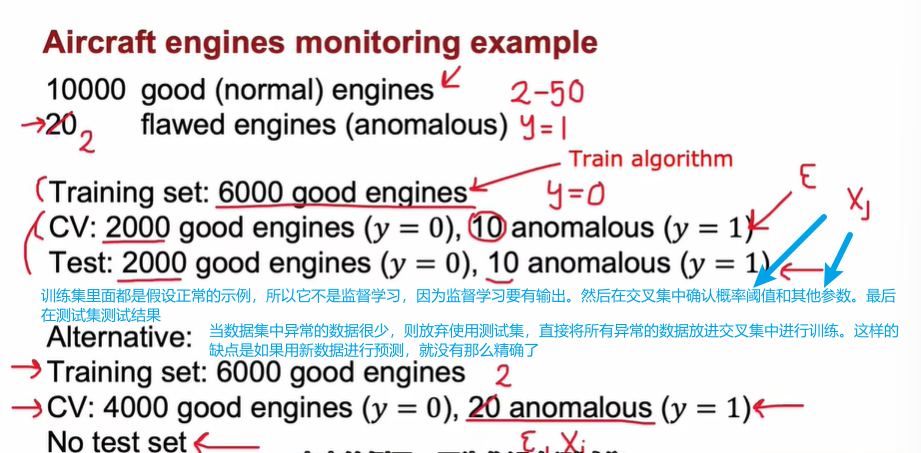 Aircraft engines monitoring example
10000 good (normal) engines 2-50
→20 2 flawed engines (anomalous) y=1
Train algorithm
Training set: 6000 good engines y=0 ε xj
CV: 2000 good engines (y = 0), 10 anomalous (y = 1)
Test: 2000 good engines (y = 0), 10 anomalous (y = 1)
训练集里面都是假设正常的示例，所以它不是监督学习，因为监督学习要有输出。然后在交叉集中确认概率阈值和其他参数。最后
在测试集测试结果
Alternative: 当数据集中异常的数据很少，则放弃使用测试集，直接将所有异常的数据放进交叉集中进行训练。这样的
缺点是如果用新数据进行预测，就没有那么精确了
→ Training set: 6000 good engines 2
→ CV: 4000 good engines (y = 0), 20 anomalous (y = 1)
No test set ε, xj